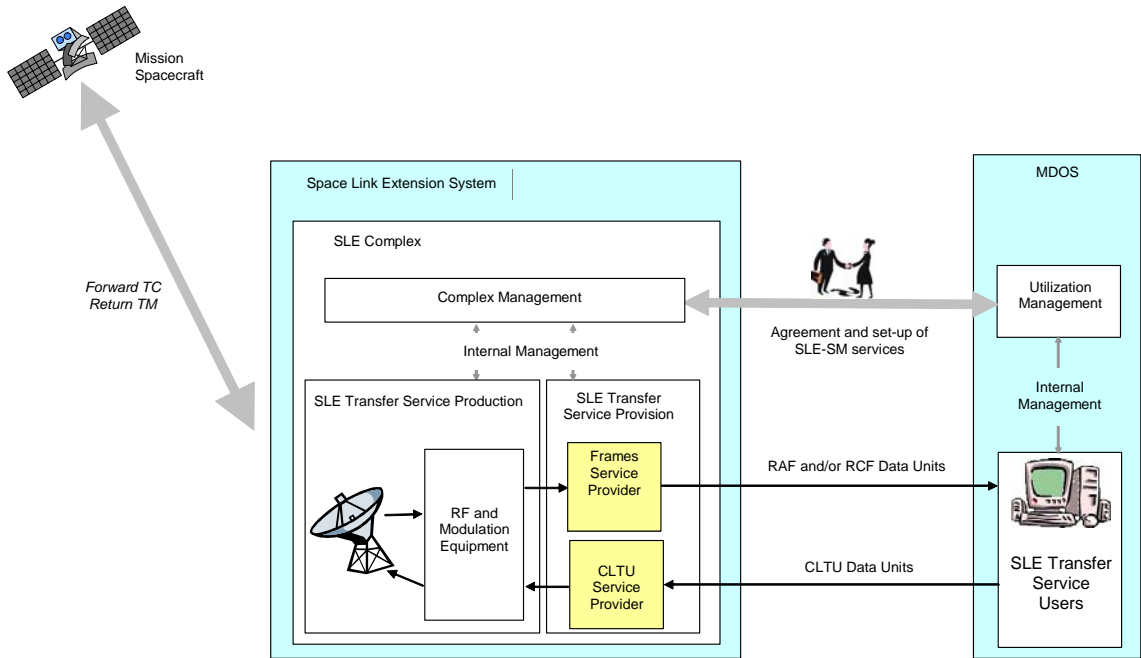 Mission
Spacecraft
Space Link Extension System
MDOS
SLE Complex
Forward TC
Return TM
Complex Management
Utilization
Management
Agreement and set-up of
SLE-SM services
Internal Management
Internal
Management
SLE Transfer Service Production
SLE Transfer
Service Provision
Frames
Service
Provider
RAF and/or RCF Data Units
RF and
Modulation
Equipment
CLTU
Service
Provider
CLTU Data Units
SLE Transfer
Service
Users